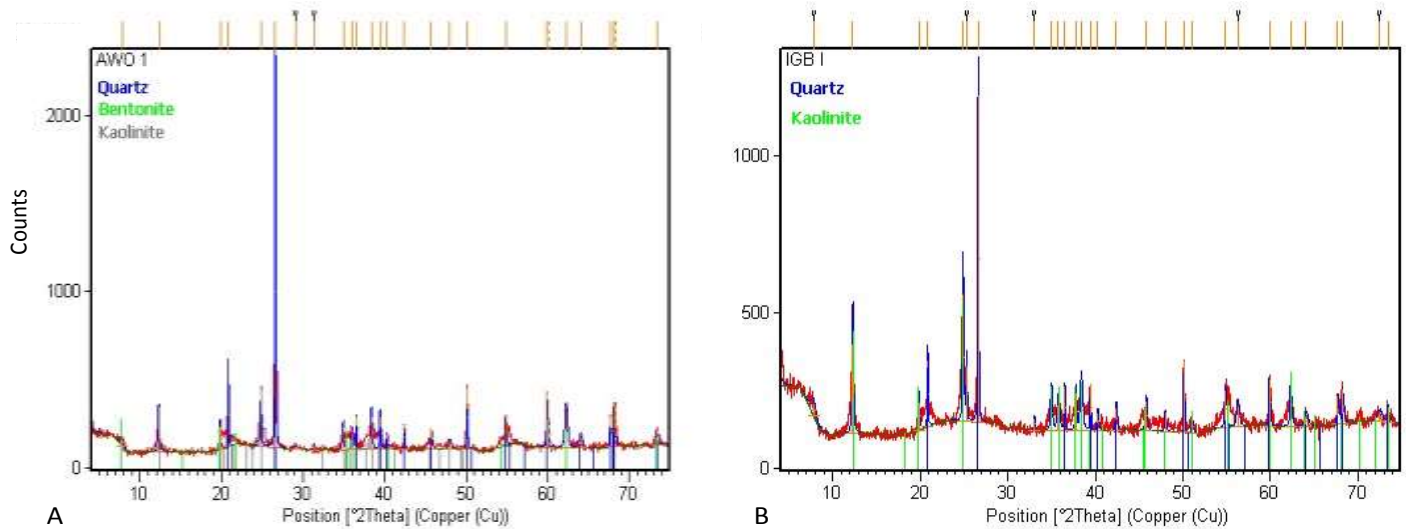 AWO 1
Quartz
Bentonite
Kaolinite
2000
1000
0
Counts
10 20 30 40 50 60 70
Position [°2Theta] (Copper (Cu))
A
IGB I
Quartz
Kaolinite
1000
500
0
10 20 30 40 50 60 70
Position [°2Theta] (Copper (Cu))
B